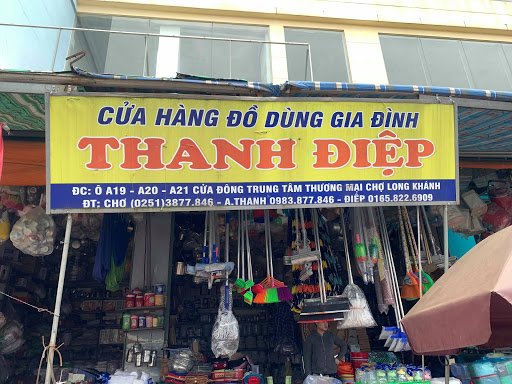 CỬA HÀNG ĐỒ DÙNG GIA ĐÌNH
THANH ĐIỆP
ĐC: Ô A19 - A20 - A21 CỬA ĐÔNG TRUNG TÂM THƯƠNG MẠI CHỢ LONG KHÁNH
ĐT: CHỢ (0251)3877.846 - A.THANH 0983.877.846 - ĐIỆP 0165.822.6909